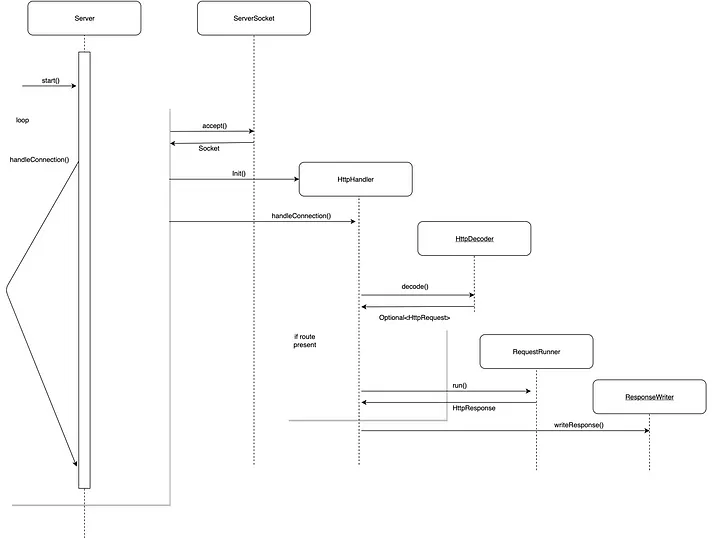 Server
ServerSocket
start()
loop
accept()
Socket
handleConnection()
Init()
HttpHandler
handleConnection()
HttpDecoder
decode()
Optional<HttpRequest>
if route
present
RequestRunner
run()
HttpResponse
ResponseWriter
writeResponse()